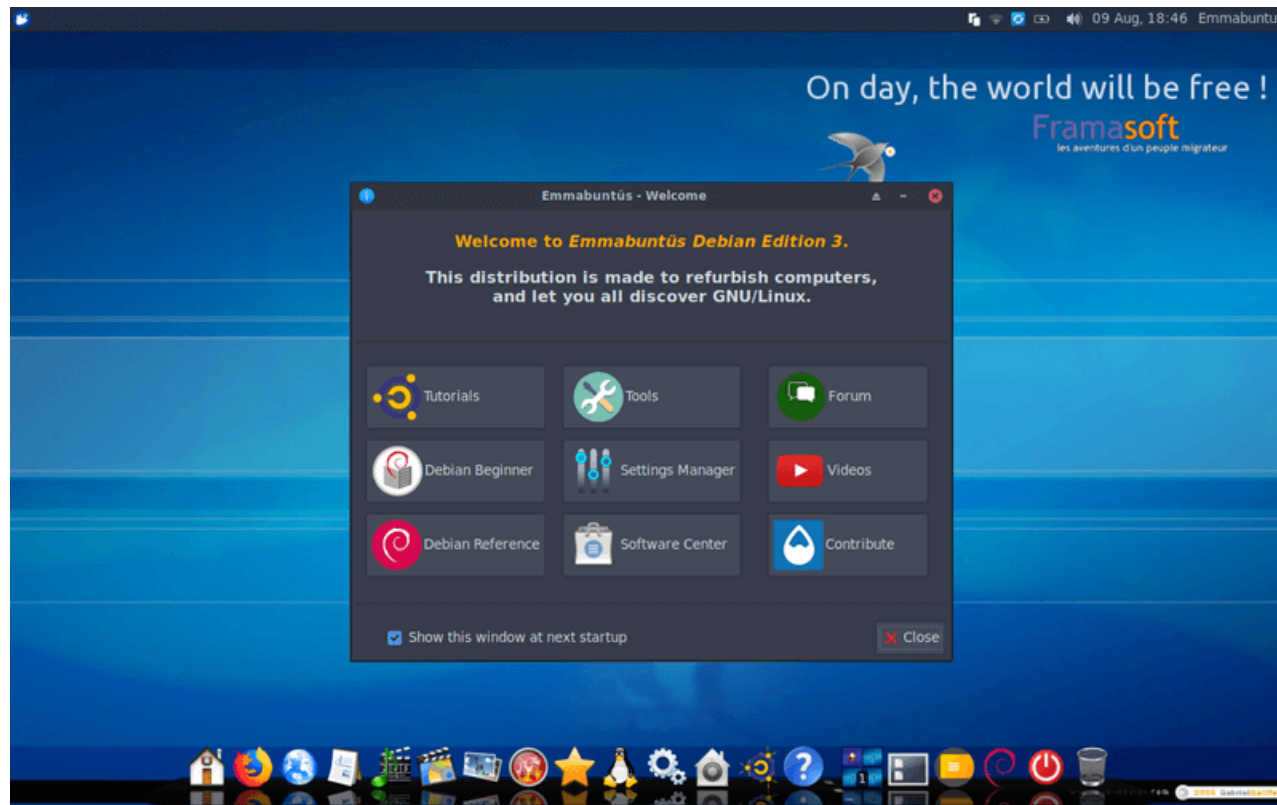 09 Aug, 18:46 Emmabuntu
On day, the world will be free !
Framasoft
les aventures d'un peuple migrateur
Emmabuntüs - Welcome
Welcome to Emmabuntüs Debian Edition 3.
This distribution is made to refurbish computers,
and let you all discover GNU/Linux.
Tutorials
Tools
Forum
Debian Beginner
Settings Manager
Videos
Debian Reference
Software Center
Contribute
Show this window at next startup
Close
1